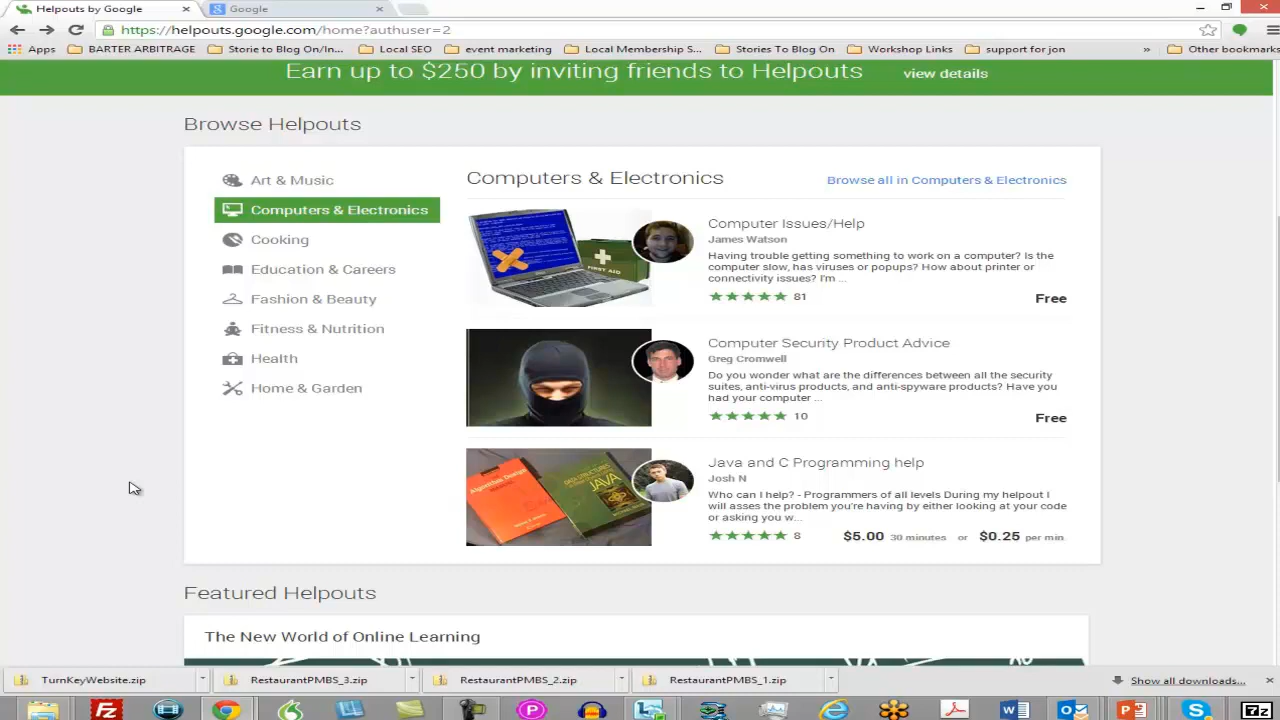 Helpouts by Google
Google
https://helpouts.google.com/home?authuser=2
Apps
BARTER ARBITRAGE
Storie to Blog On/In...
Local SEO
event marketing
Local Membership S...
Stories To Blog On
Workshop Links
support for jon
»
Other bookmarks
Earn up to $250 by inviting friends to Helpouts
view details
Browse Helpouts
Art & Music
Computers & Electronics
Cooking
Education & Careers
Fashion & Beauty
Fitness & Nutrition
Health
Home & Garden
Computers & Electronics
Browse all in Computers & Electronics
FIRST AID
Computer Issues/Help
James Watson
Having trouble getting something to work on a computer? Is the
computer slow, has viruses or popups? How about printer or
connectivity issues? I'm ...
81
Free
Computer Security Product Advice
Greg Cromwell
Do you wonder what are the differences between all the security
suites, anti-virus products, and anti-spyware products? Have you
had your computer ...
10
Free
Algorithm Design
JAVA
Java and C Programming help
Josh N
Who can I help? - Programmers of all levels During my helpout I
will asses the problem you're having by either looking at your code
or asking you w...
8
$5.00 30 minutes or $0.25 per min.
Featured Helpouts
The New World of Online Learning
TurnKeyWebsite.zip
RestaurantPMBS_3.zip
RestaurantPMBS_2.zip
RestaurantPMBS_1.zip
Show all downloads...
Fz
P
W
P
S
7z